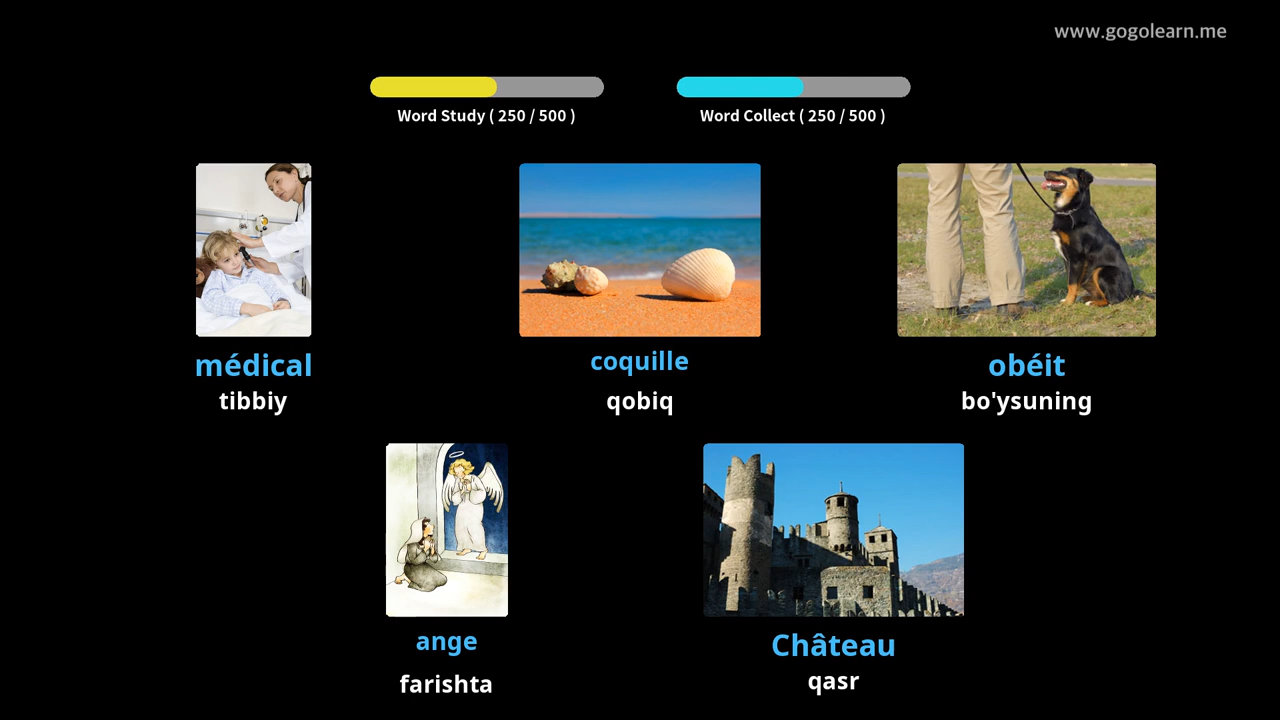 www.gogolearn.me
Word Study ( 250 / 500 )
Word Collect ( 250 / 500 )
médical
tibbiy
coquille
qobiq
obéit
bo'ysuning
ange
farishta
Château
qasr